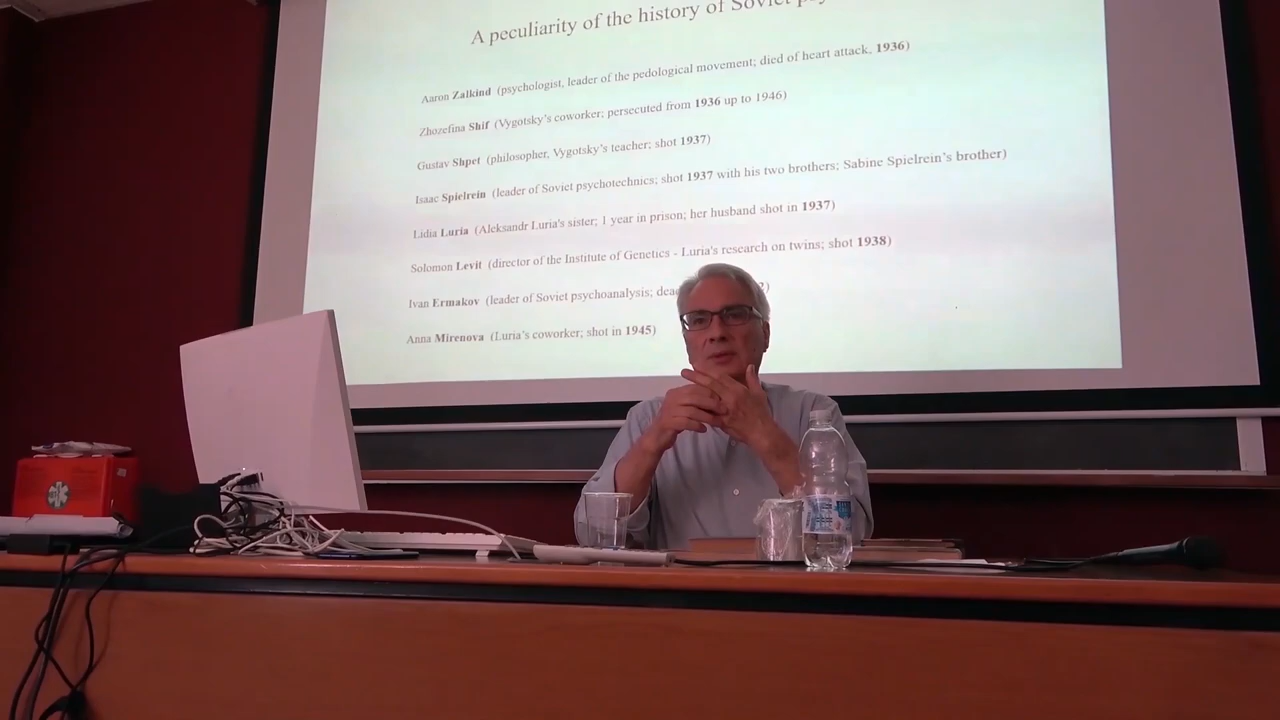 A peculiarity of the history of Soviet
Aaron Zalkind (psychologist, leader of the pedological movement; died of heart attack, 1936)
Zhozefina Shif (Vygotsky's coworker; persecuted from 1936 up to 1946)
Gustav Shpet (philosopher, Vygotsky's teacher; shot 1937)
Isaac Spielrein (leader of Soviet psychotechnics; shot 1937 with his two brothers; Sabine Spielrein's brother)
Lidia Luria (Aleksandr Luria's sister; 1 year in prison; her husband shot in 1937)
Solomon Levit (director of the Institute of Genetics - Luria's research on twins; shot 1938)
Ivan Ermakov (leader of Soviet psychoanalysis;
Anna Mirenova (Luria's coworker; shot in 1945)